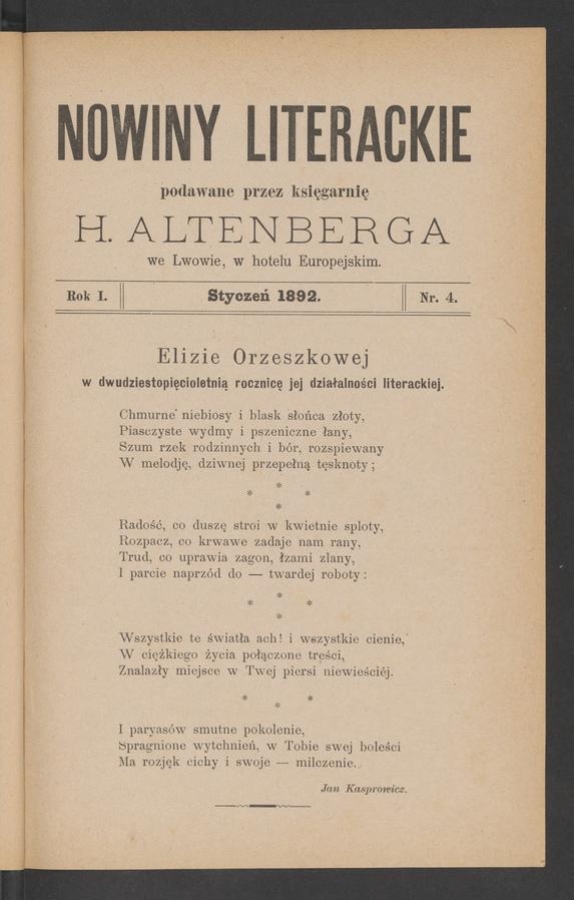 NOWINY LITERACKIE
podawane przez księgarnię
H. ALTENBERGA
we Lwowie, w hotelu Europejskim.
Rok I. Styczeń 1892. Nr. 4.
Elizie Orzeszkowej
w dwudziestopięcioletnią rocznicę jej działalności literackiej.
Chmurne niebiosy i blask słońca złoty,
Piasczyste wydmy i pszeniczne łany,
Szum rzek rodzinnych i bór, rozspiewany
W melodję, dziwnej przepełną tęsknoty;
*
* *
*
Radość, co duszę stroi w kwietnie sploty,
Rozpacz, co krwawe zadaje nam rany,
Trud, co uprawia zagon, łzami zlany,
I parcie naprzód do — twardej roboty:
*
* *
*
Wszystkie te światła ach! i wszystkie cienie,
W ciężkiego życia połączone treści,
Znalazły miejsce w Twej piersi niewieściéj.
* *
*
I paryasów smutne pokolenie,
Spragnione wytchnień, w Tobie swej boleści
Ma rozjęk cichy i swoje — milczenie.
Jan Kasprowicz.